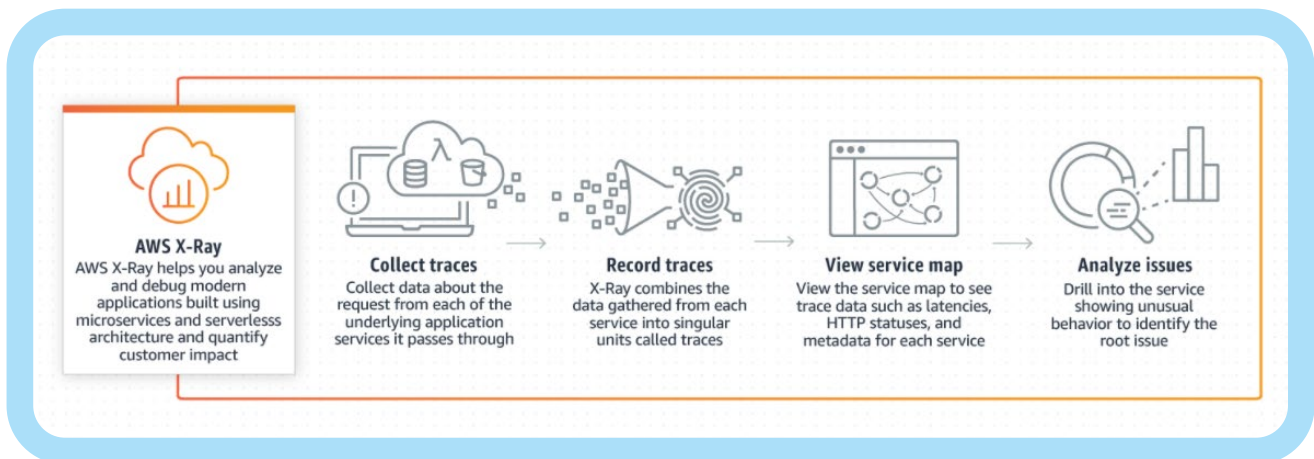 AWS X-Ray
AWS X-Ray helps you analyze
and debug modern
applications built using
microservices and serverlesss
architecture and quantify
customer impact
Collect traces
Collect data about the
request from each of the
underlying application
services it passes through
Record traces
X-Ray combines the
data gathered from each
service into singular
units called traces
View service map
View the service map to see
trace data such as latencies,
HTTP statuses, and
metadata for each service
Analyze issues
Drill into the service
showing unusual
behavior to identify the
root issue